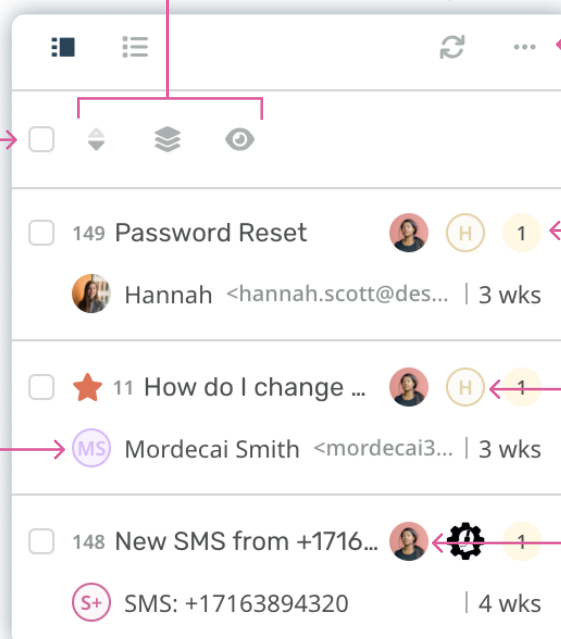 149 Password Reset H 1
Hannah <hannah.scott@des... | 3 wks
11 How do I change ... H 1
MS Mordecai Smith <mordecai3... | 3 wks
148 New SMS from +1716... 1
S+ SMS: +17163894320 | 4 wks